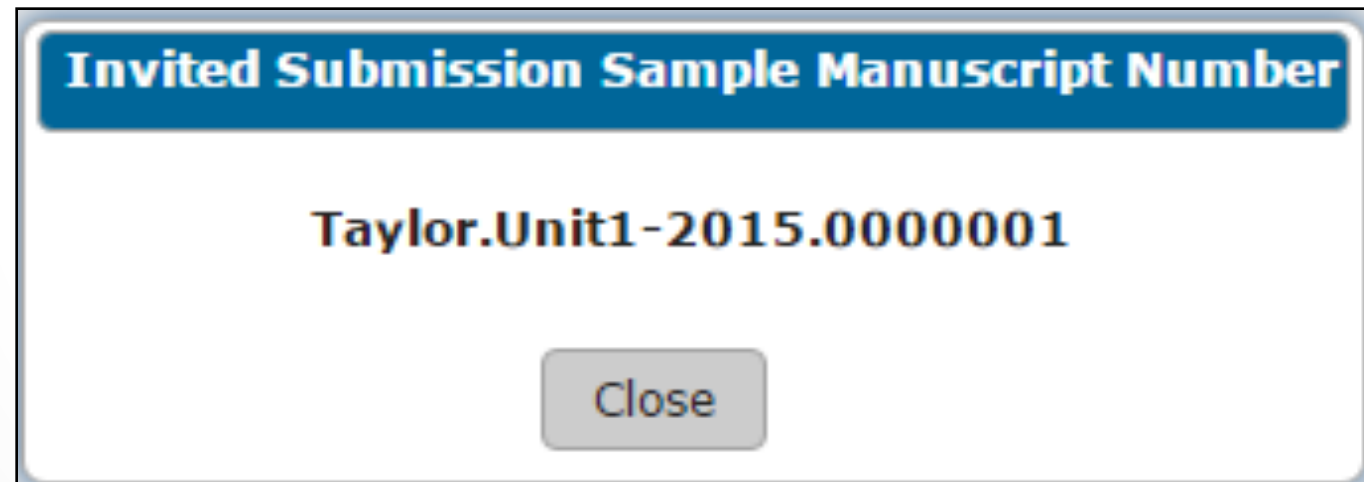 Invited Submission Sample Manuscript Number
Taylor.Unit1-2015.0000001
Close